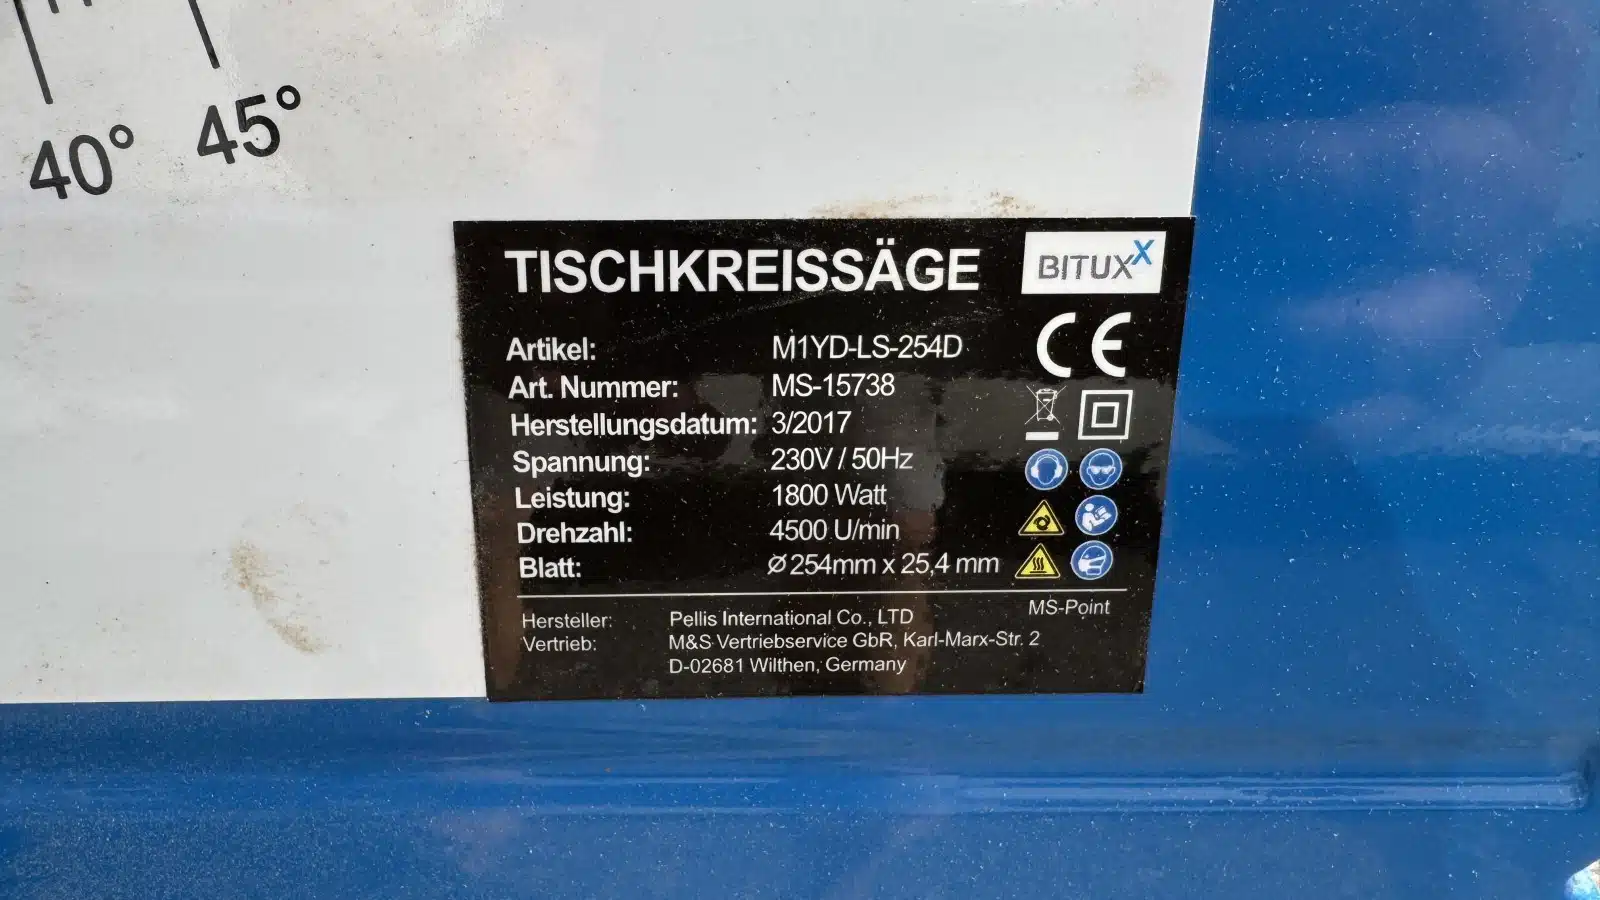 40° 45°
TISCHKREISSÄGE
BITUXX
CE
Artikel: M1YD-LS-254D
Art. Nummer: MS-15738
Herstellungsdatum: 3/2017
Spannung: 230V / 50Hz
Leistung: 1800 Watt
Drehzahl: 4500 U/min
Blatt: Ø 254mm x 25,4 mm
MS-Point
Hersteller: Pellis International Co., LTD
Vertrieb: M&S Vertriebservice GbR, Karl-Marx-Str. 2
D-02681 Wilthen, Germany